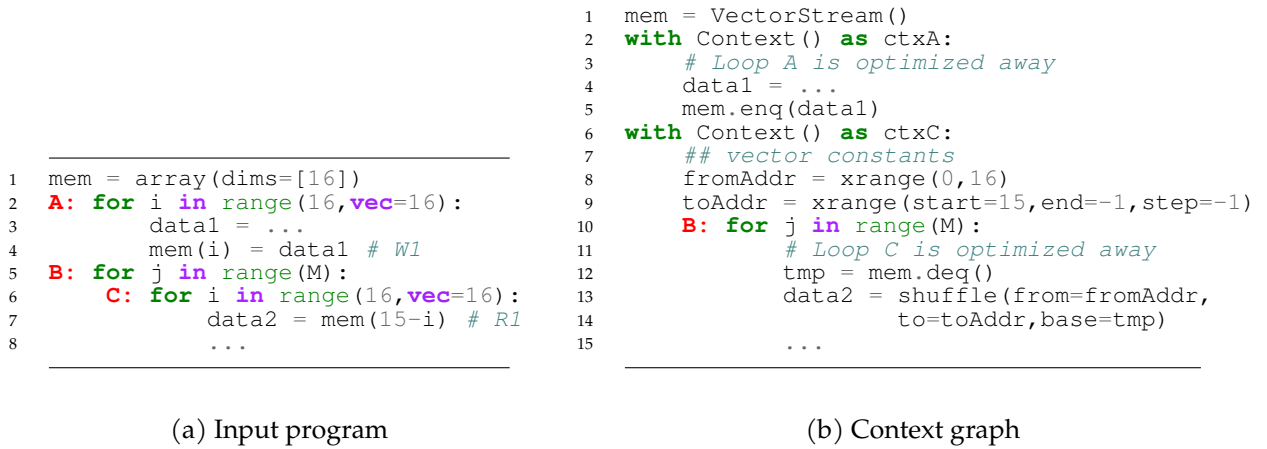 1 mem = array(dims=[16])
2 A: for i in range(16,vec=16):
3 data1 = ...
4 mem(i) = data1 # W1
5 B: for j in range(M):
6 C: for i in range(16,vec=16):
7 data2 = mem(15-i) # R1
8 ...
(a) Input program
1 mem = VectorStream()
2 with Context() as ctxA:
3 # Loop A is optimized away
4 data1 = ...
5 mem.enq(data1)
6 with Context() as ctxC:
7 ## vector constants
8 fromAddr = xrange(0,16)
9 toAddr = xrange(start=15,end=-1,step=-1)
10 B: for j in range(M):
11 # Loop C is optimized away
12 tmp = mem.deq()
13 data2 = shuffle(from=fromAddr,
14 to=toAddr,base=tmp)
15 ...
(b) Context graph